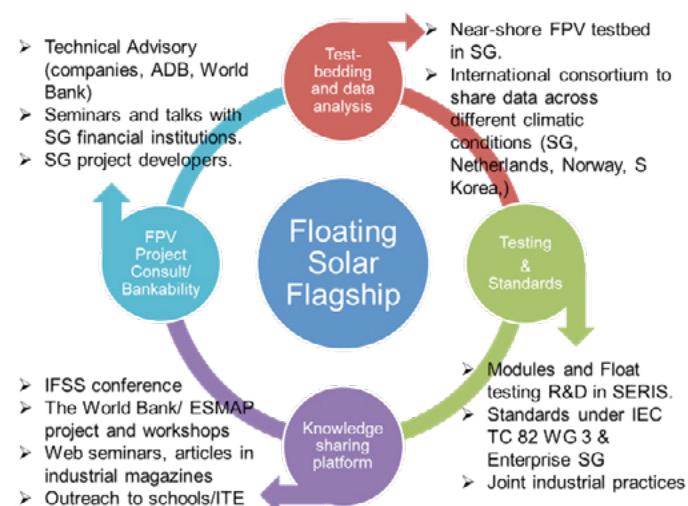 ➢ Technical Advisory
(companies, ADB, World
Bank)
➢ Seminars and talks with
SG financial institutions.
➢ SG project developers.
Test-
bedding
and data
analysis
➢ Near-shore FPV testbed
in SG.
➢ International consortium to
share data across
different climatic
conditions (SG,
Netherlands, Norway, S
Korea,)
FPV
Project
Consult/
Bankability
Floating
Solar
Flagship
Testing
&
Standards
➢ IFSS conference
➢ The World Bank/ ESMAP
project and workshops
➢ Web seminars, articles in
industrial magazines
➢ Outreach to schools/ITE
Knowledge
sharing
platform
➢ Modules and Float
testing R&D in SERIS.
➢ Standards under IEC
TC 82 WG 3 &
Enterprise SG
➢ Joint industrial practices